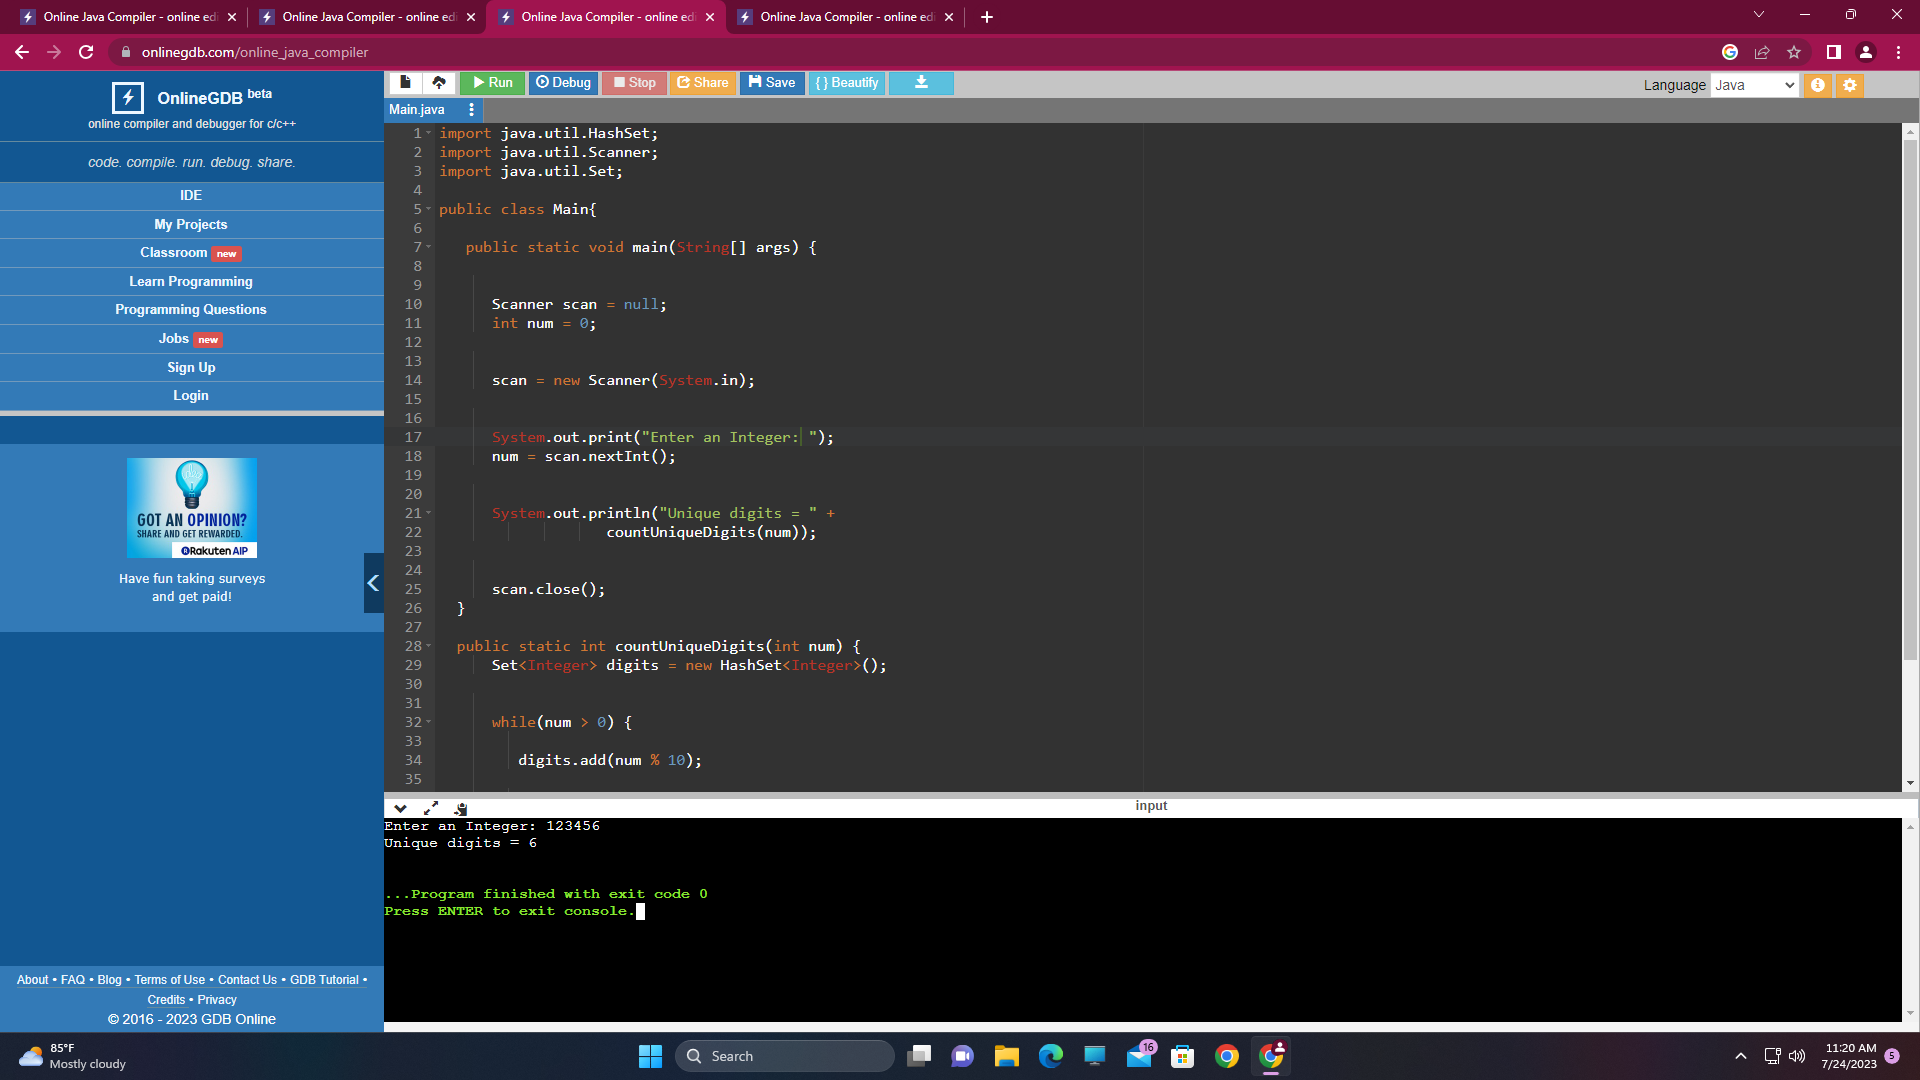 Online Java Compiler - online edi
Online Java Compiler - online edi
Online Java Compiler - online edi
Online Java Compiler - online edi
onlinegdb.com/online_java_compiler
OnlineGDB beta
online compiler and debugger for c/c++
code. compile. run. debug. share.
IDE
My Projects
Classroom new
Learn Programming
Programming Questions
Jobs new
Sign Up
Login
GOT AN OPINION?
SHARE AND GET REWARDED.
Rakuten AIP
Have fun taking surveys
and get paid!
About • FAQ • Blog • Terms of Use • Contact Us • GDB Tutorial •
Credits • Privacy
© 2016 - 2023 GDB Online
Run Debug Stop Share Save { } Beautify
Language Java
Main.java
1 import java.util.HashSet;
2 import java.util.Scanner;
3 import java.util.Set;
4
5 public class Main{
6
7 public static void main(String[] args) {
8
9
10 Scanner scan = null;
11 int num = 0;
12
13
14 scan = new Scanner(System.in);
15
16
17 System.out.print("Enter an Integer: ");
18 num = scan.nextInt();
19
20
21 System.out.println("Unique digits = " +
22 countUniqueDigits(num));
23
24
25 scan.close();
26 }
27
28 public static int countUniqueDigits(int num) {
29 Set<Integer> digits = new HashSet<Integer>();
30
31
32 while(num > 0) {
33
34 digits.add(num % 10);
35
input
Enter an Integer: 123456
Unique digits = 6
...Program finished with exit code 0
Press ENTER to exit console.
85°F
Mostly cloudy
Search
16
11:20 AM
7/24/2023
5